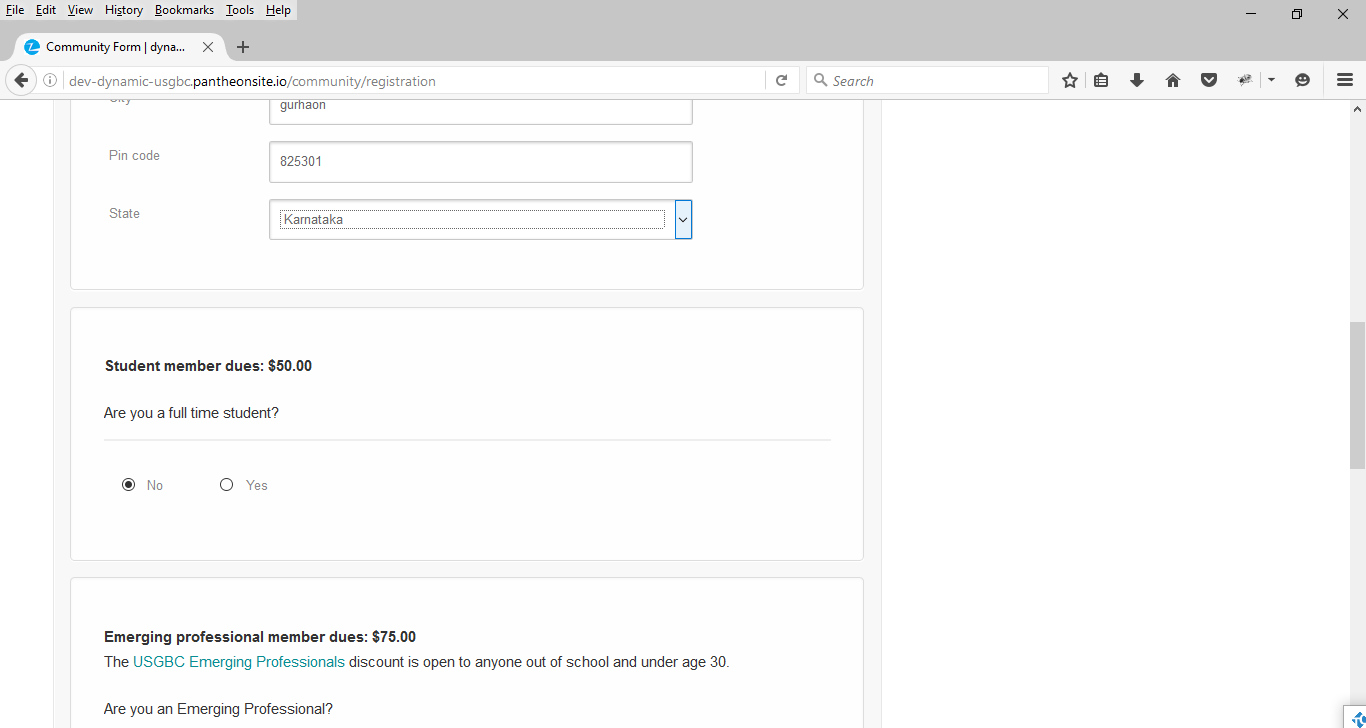 File Edit View History Bookmarks Tools Help
Community Form | dyna...
dev-dynamic-usgbc.pantheonsite.io/community/registration
Search
City
gurhaon
Pin code
825301
State
Karnataka
Student member dues: $50.00
Are you a full time student?
No Yes
Emerging professional member dues: $75.00
The USGBC Emerging Professionals discount is open to anyone out of school and under age 30.
Are you an Emerging Professional?